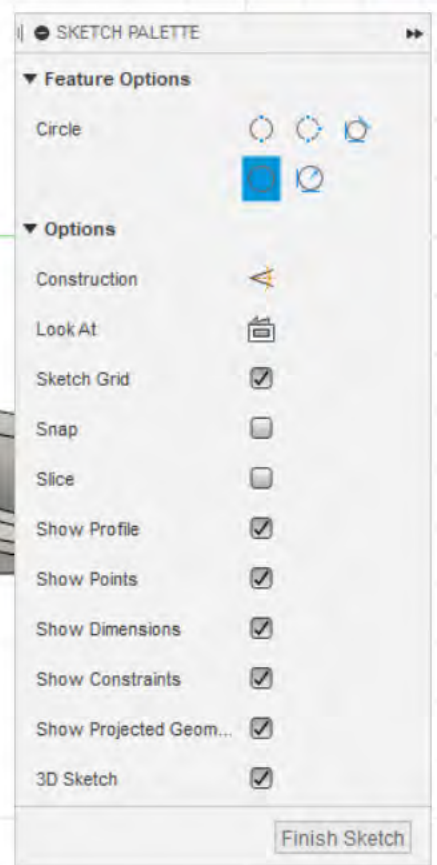 SKETCH PALETTE
Feature Options
Circle
Options
Construction
Look At
Sketch Grid
Snap
Slice
Show Profile
Show Points
Show Dimensions
Show Constraints
Show Projected Geom...
3D Sketch
Finish Sketch